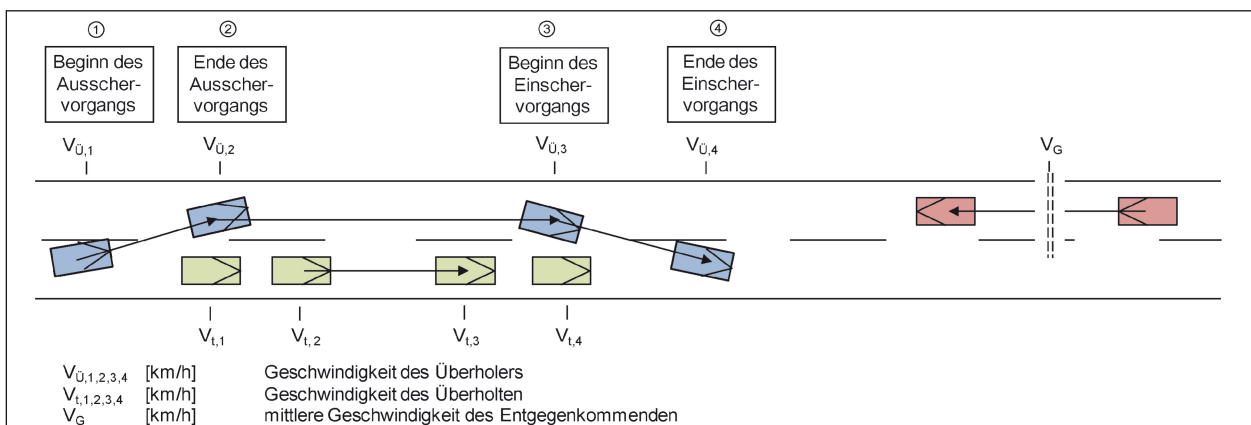 ① ② ③ ④
Beginn des Ausscher-vorgangs
Ende des Ausscher-vorgangs
Beginn des Einscher-vorgangs
Ende des Einscher-vorgangs
VÜ,1 VÜ,2 VÜ,3 VÜ,4 VG
Vt,1 Vt,2 Vt,3 Vt,4
VÜ,1,2,3,4 [km/h] Geschwindigkeit des Überholers
Vt,1,2,3,4 [km/h] Geschwindigkeit des Überholten
VG [km/h] mittlere Geschwindigkeit des Entgegenkommenden